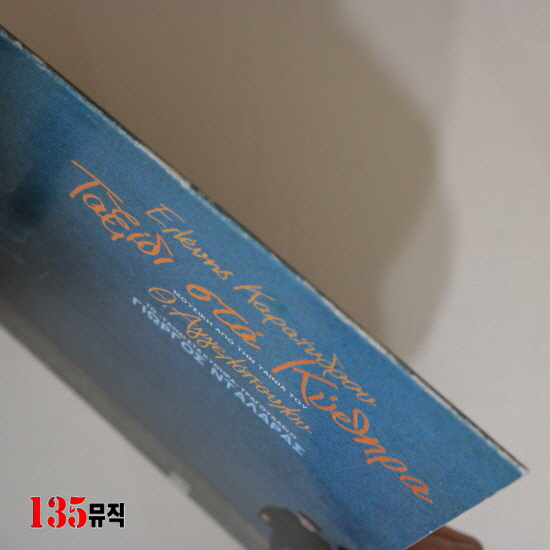 Ελένης Καραΐνδρου
Ταξίδι στα Κύθηρα
ΜΟΥΣΙΚΗ ΑΠΟ ΤΗΝ ΤΑΙΝΙΑ ΤΟΥ
Θ. Αγγελόπουλου
ΓΙΩΡΓΟΣ ΝΤΑΛΑΡΑΣ
135뮤직